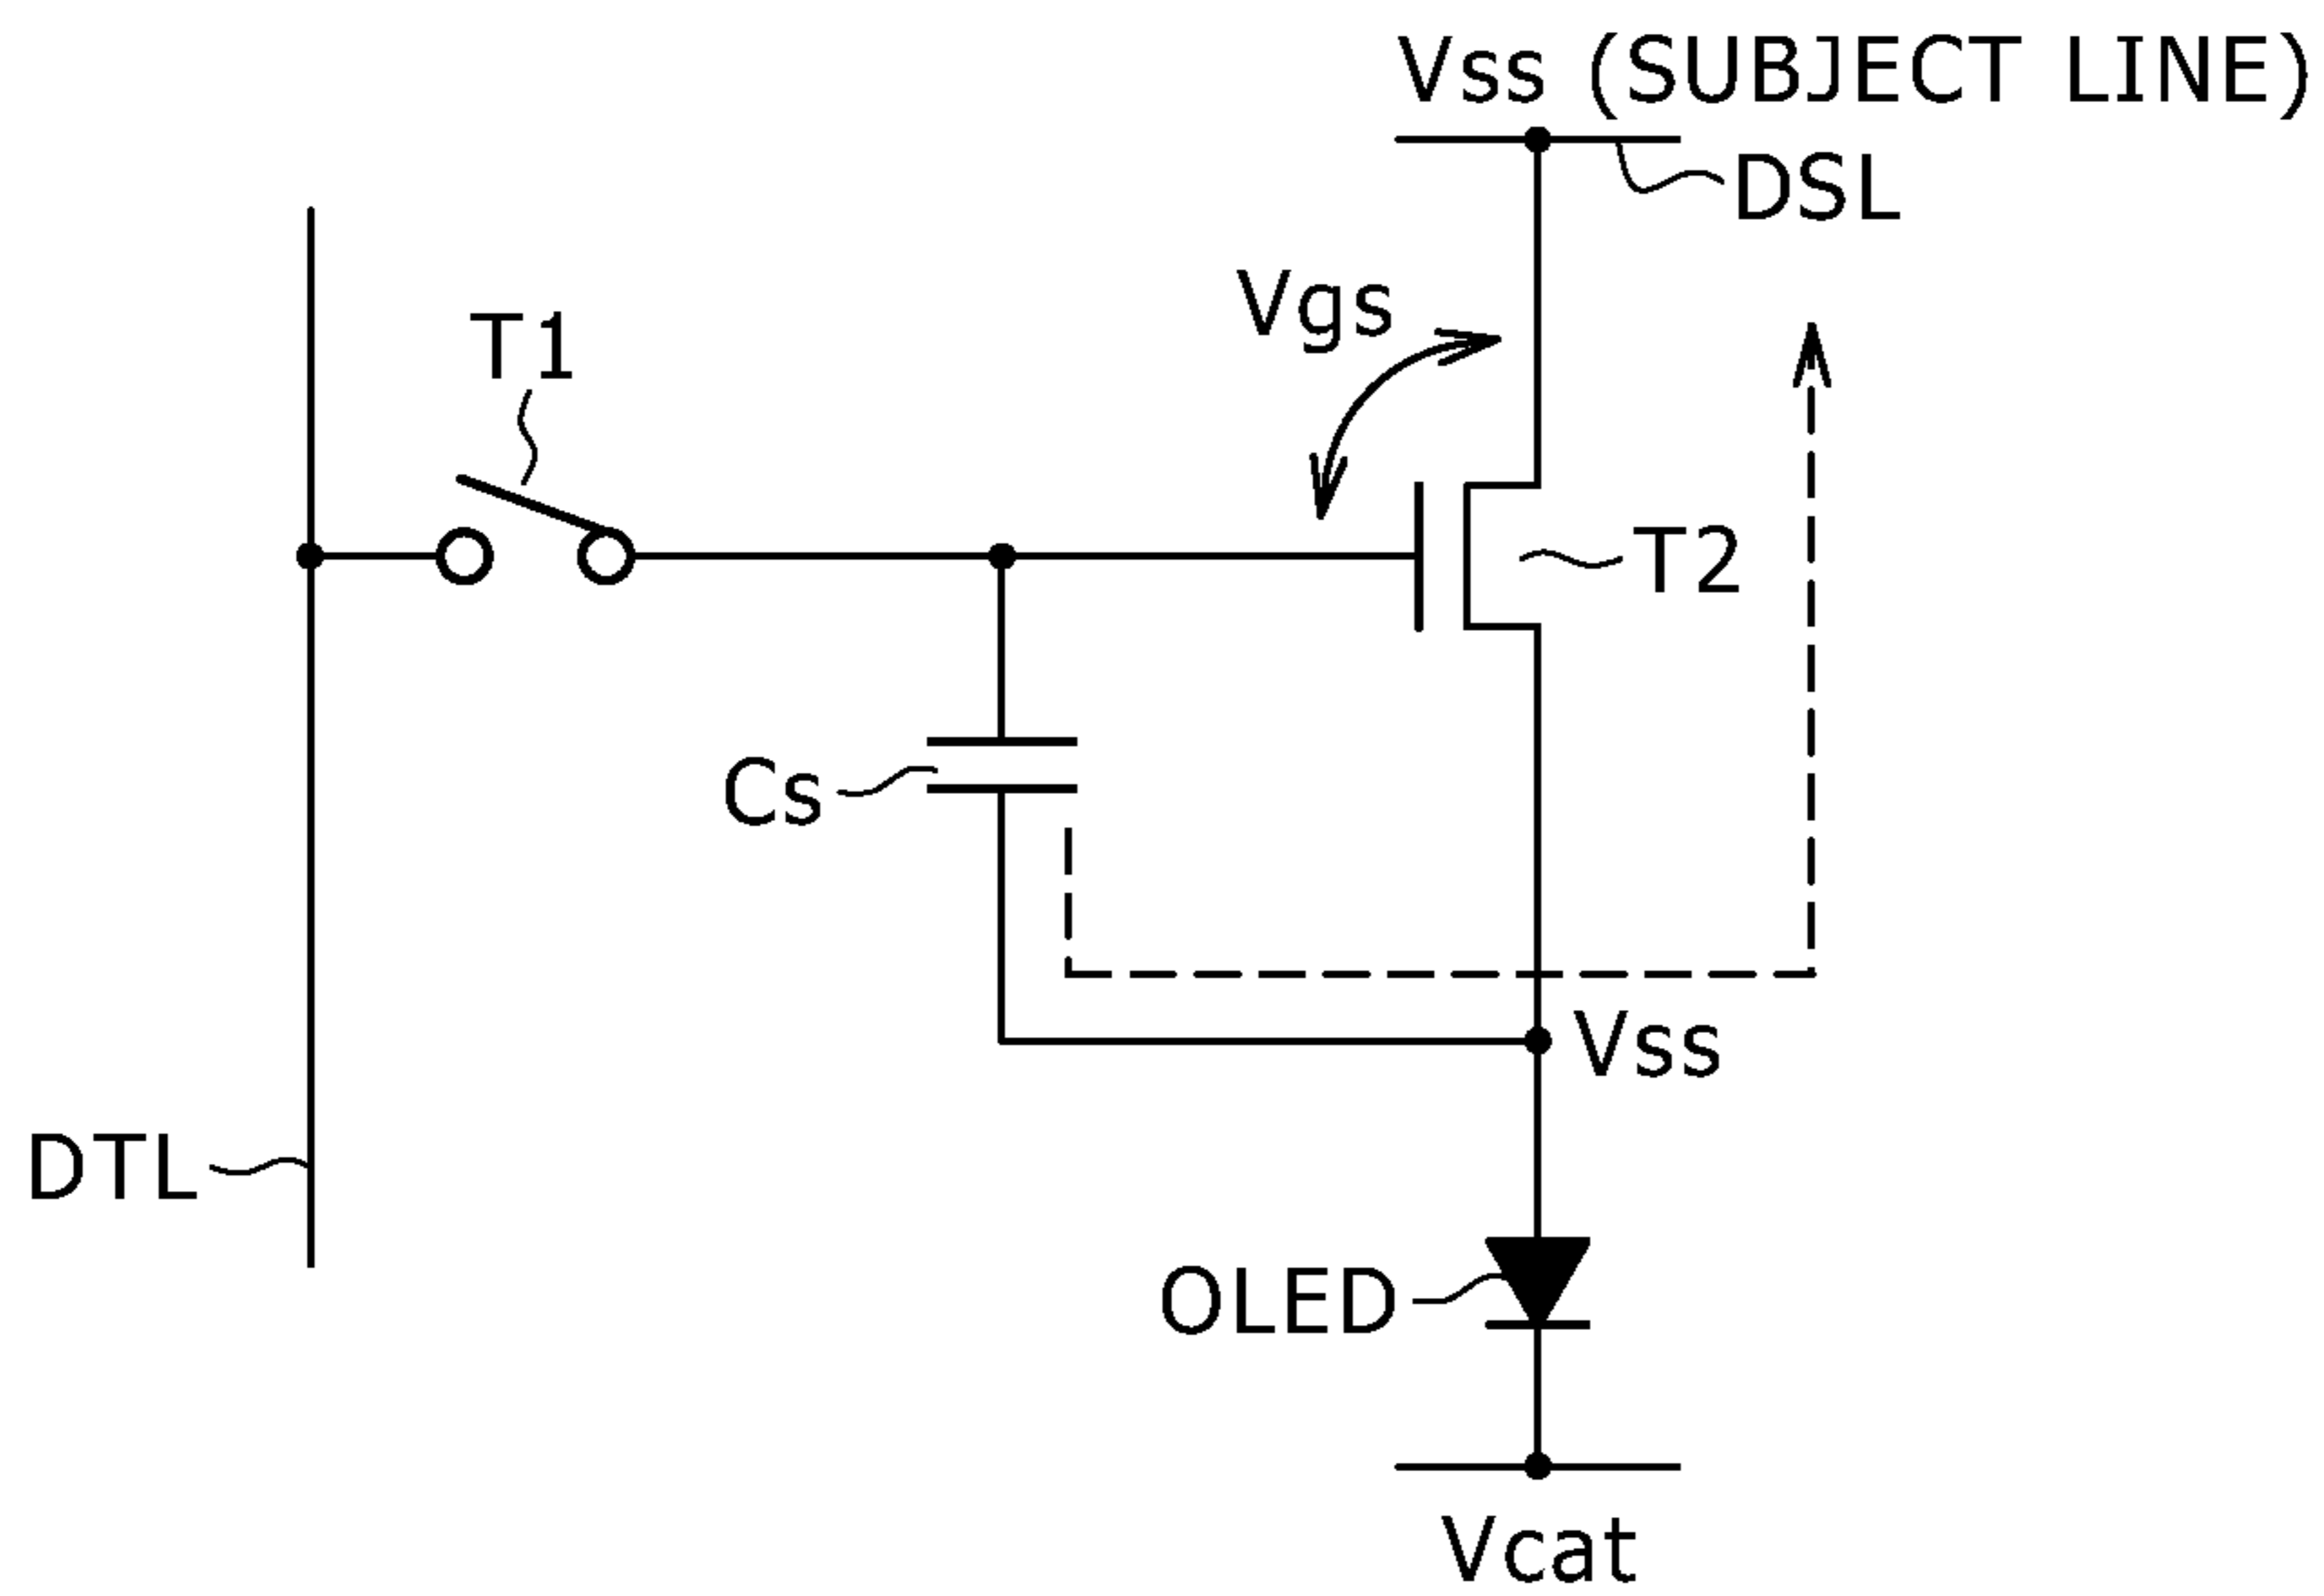 Vss (SUBJECT LINE)
DSL
Vgs
T1
T2
Cs
Vss
DTL
OLED
Vcat